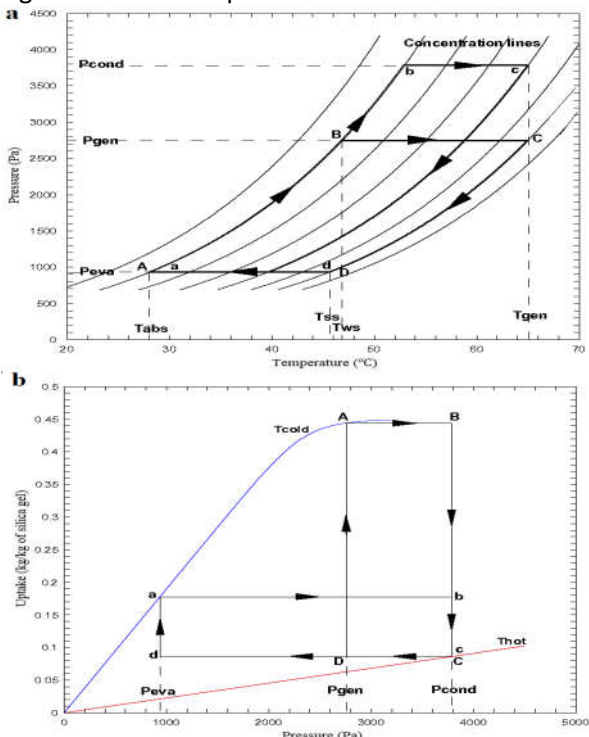 a
4500
4000
3500
3000
2500
2000
1500
1000
500
0
Pressure (Pa)
Pcond
Pgen
Peva
Concentration lines
b
c
B
C
A
a
d
D
Tabs
Tss
Tws
Tgen
20
30
40
50
60
70
Temperature (°C)
b
0.5
0.45
0.4
0.35
0.3
0.25
0.2
0.15
0.1
0.05
0
Uptake (kg/kg of silica gel)
Tcold
A
B
a
b
d
D
c
C
Thot
Peva
Pgen
Pcond
0
1000
2000
3000
4000
5000
Pressure (Pa)